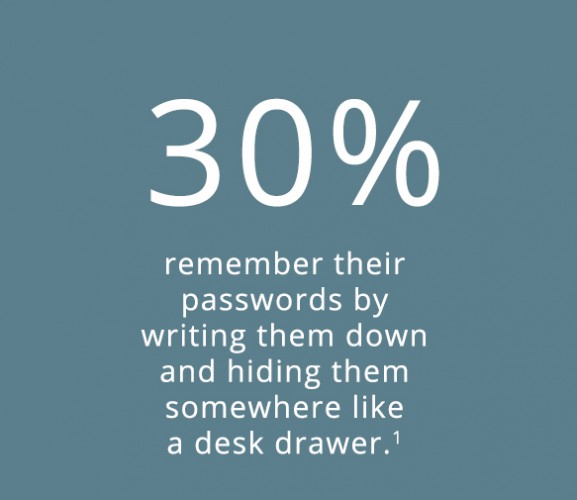 30%
remember their
passwords by
writing them down
and hiding them
somewhere like
a desk drawer.¹